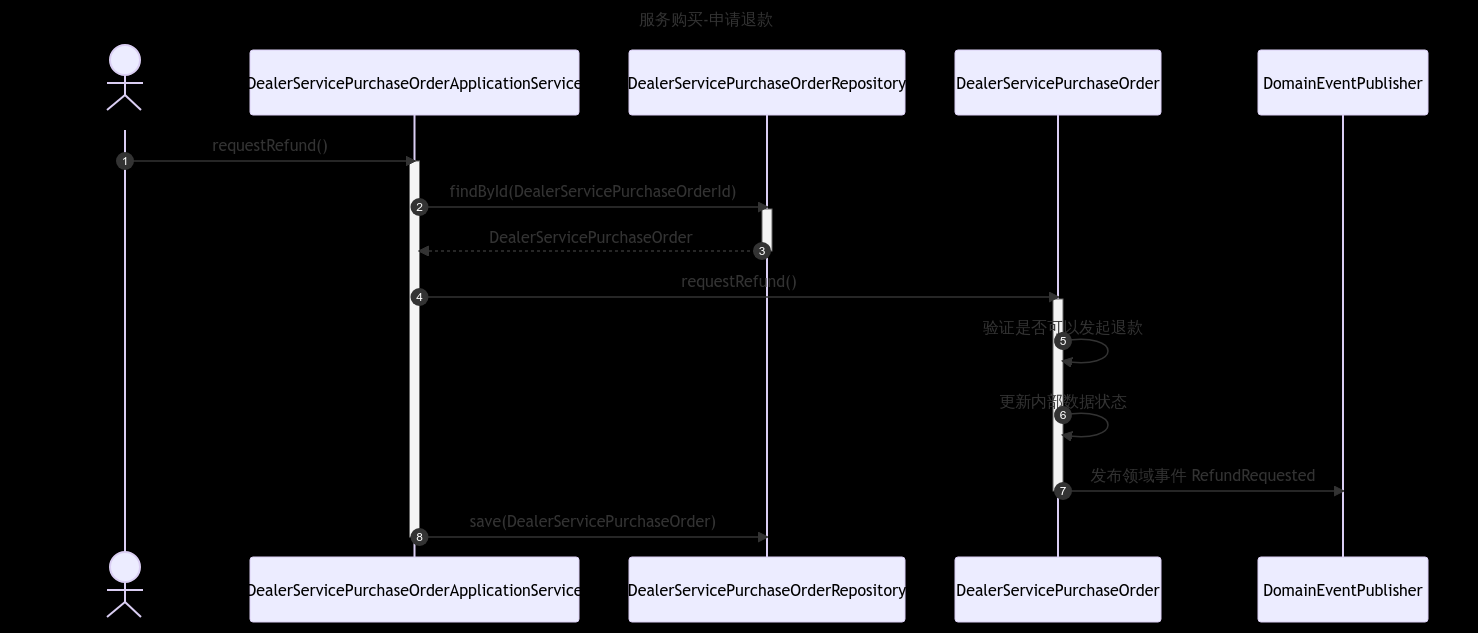 服务购买-申请退款
DealerServicePurchaseOrderApplicationService
DealerServicePurchaseOrderRepository
DealerServicePurchaseOrder
DomainEventPublisher
1
requestRefund()
2
findById(DealerServicePurchaseOrderId)
3
DealerServicePurchaseOrder
4
requestRefund()
验证是否可以发起退款
5
更新内部数据状态
6
7
发布领域事件 RefundRequested
8
save(DealerServicePurchaseOrder)
DealerServicePurchaseOrderApplicationService
DealerServicePurchaseOrderRepository
DealerServicePurchaseOrder
DomainEventPublisher